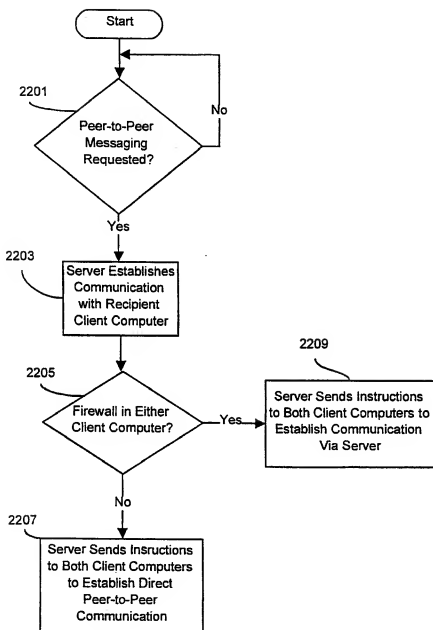 Start
2201
No
Peer-to-Peer
Messaging
Requested?
Yes
2203
Server Establishes
Communication
with Recipient
Client Computer
2205
Firewall in Either
Client Computer?
Yes
2209
Server Sends Instructions
to Both Client Computers to
Establish Communication
Via Server
No
2207
Server Sends Insructions
to Both Client Computers
to Establish Direct
Peer-to-Peer
Communication